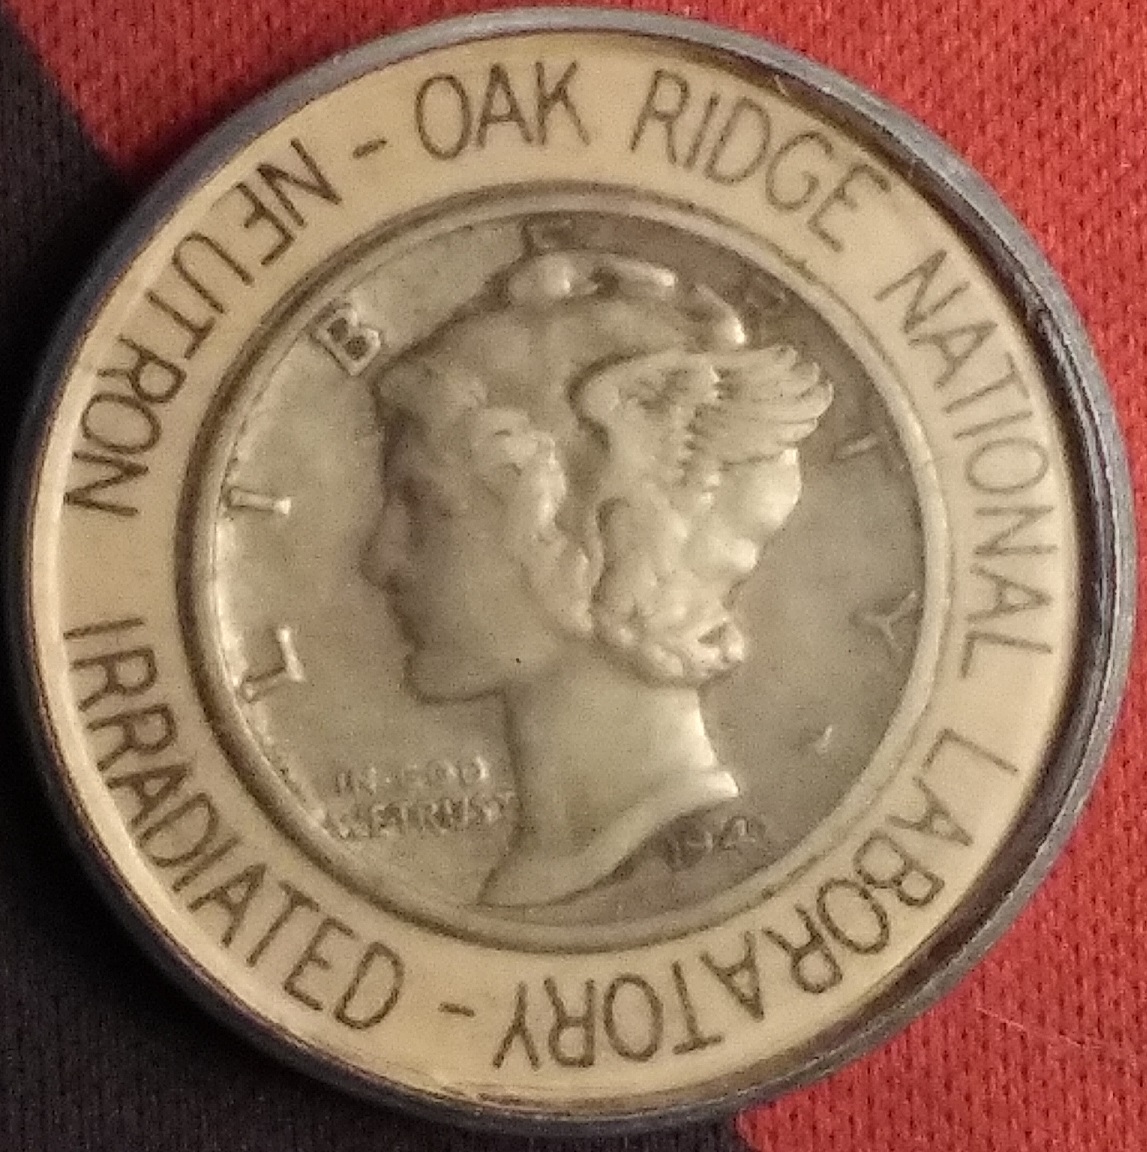 NEUTRON IRRADIATED - OAK RIDGE NATIONAL LABORATORY -
LIBERTY
IN GOD
WE TRUST